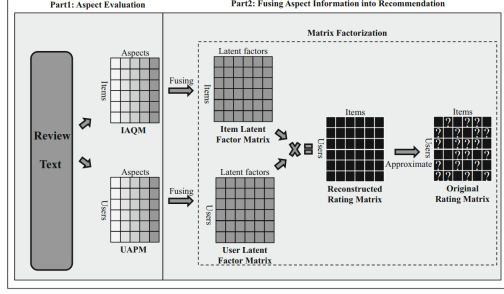 Part1: Aspect Evaluation
Part2: Fusing Aspect Information into Recommendation
Matrix Factorization
Aspects
Items
IAQM
Fusing
Latent factors
Items
Item Latent
Factor Matrix
Review
Text
Aspects
Users
UAPM
Fusing
Latent factors
Users
User Latent
Factor Matrix
Items
Users
Reconstructed
Rating Matrix
Approximate
Items
Users
? ? ?
? ? ?
? ? ?
? ? ?
? ? ?
? ? ?
Original
Rating Matrix